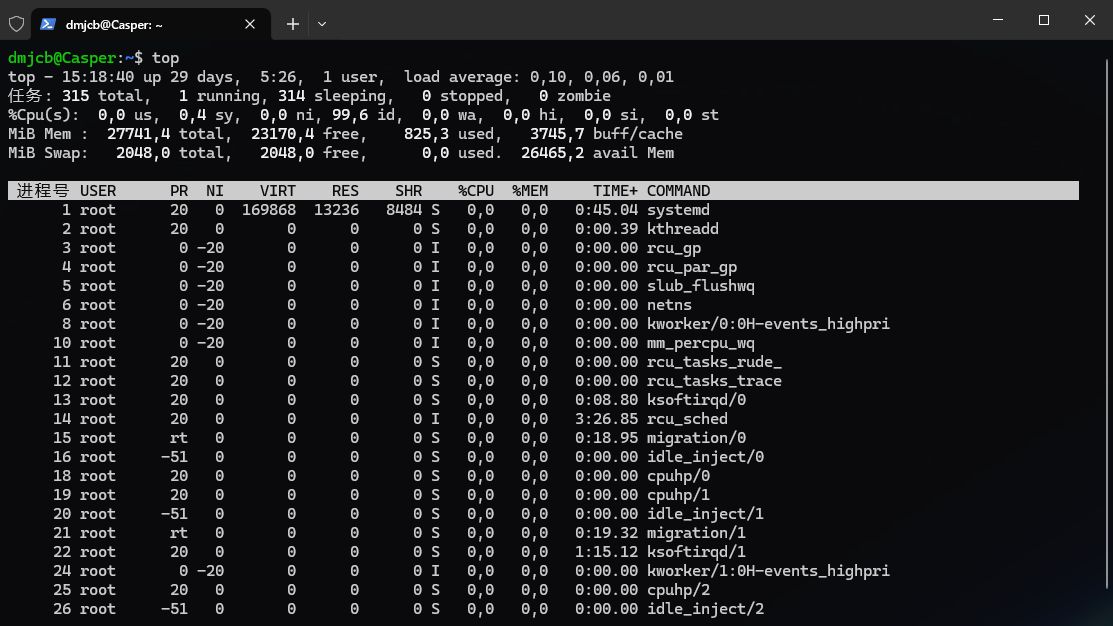 dmjcb@Casper: ~
dmjcb@Casper:~$ top
top - 15:18:40 up 29 days,  5:26,  1 user,  load average: 0,10, 0,06, 0,01
任务: 315 total,   1 running, 314 sleeping,   0 stopped,   0 zombie
%Cpu(s):  0,0 us,  0,4 sy,  0,0 ni, 99,6 id,  0,0 wa,  0,0 hi,  0,0 si,  0,0 st
MiB Mem :  27741,4 total,  23170,4 free,    825,3 used,   3745,7 buff/cache
MiB Swap:   2048,0 total,   2048,0 free,      0,0 used.  26465,2 avail Mem
进程号 USER      PR  NI    VIRT    RES    SHR    %CPU  %MEM     TIME+ COMMAND
1 root      20   0  169868  13236   8484 S   0,0   0,0   0:45.04 systemd
2 root      20   0       0      0      0 S   0,0   0,0   0:00.39 kthreadd
3 root       0 -20       0      0      0 I   0,0   0,0   0:00.00 rcu_gp
4 root       0 -20       0      0      0 I   0,0   0,0   0:00.00 rcu_par_gp
5 root       0 -20       0      0      0 I   0,0   0,0   0:00.00 slub_flushwq
6 root       0 -20       0      0      0 I   0,0   0,0   0:00.00 netns
8 root       0 -20       0      0      0 I   0,0   0,0   0:00.00 kworker/0:0H-events_highpri
10 root       0 -20       0      0      0 I   0,0   0,0   0:00.00 mm_percpu_wq
11 root      20   0       0      0      0 S   0,0   0,0   0:00.00 rcu_tasks_rude_
12 root      20   0       0      0      0 S   0,0   0,0   0:00.00 rcu_tasks_trace
13 root      20   0       0      0      0 S   0,0   0,0   0:08.80 ksoftirqd/0
14 root      20   0       0      0      0 I   0,0   0,0   3:26.85 rcu_sched
15 root      rt   0       0      0      0 S   0,0   0,0   0:18.95 migration/0
16 root     -51   0       0      0      0 S   0,0   0,0   0:00.00 idle_inject/0
18 root      20   0       0      0      0 S   0,0   0,0   0:00.00 cpuhp/0
19 root      20   0       0      0      0 S   0,0   0,0   0:00.00 cpuhp/1
20 root     -51   0       0      0      0 S   0,0   0,0   0:00.00 idle_inject/1
21 root      rt   0       0      0      0 S   0,0   0,0   0:19.32 migration/1
22 root      20   0       0      0      0 S   0,0   0,0   1:15.12 ksoftirqd/1
24 root       0 -20       0      0      0 I   0,0   0,0   0:00.00 kworker/1:0H-events_highpri
25 root      20   0       0      0      0 S   0,0   0,0   0:00.00 cpuhp/2
26 root     -51   0       0      0      0 S   0,0   0,0   0:00.00 idle_inject/2